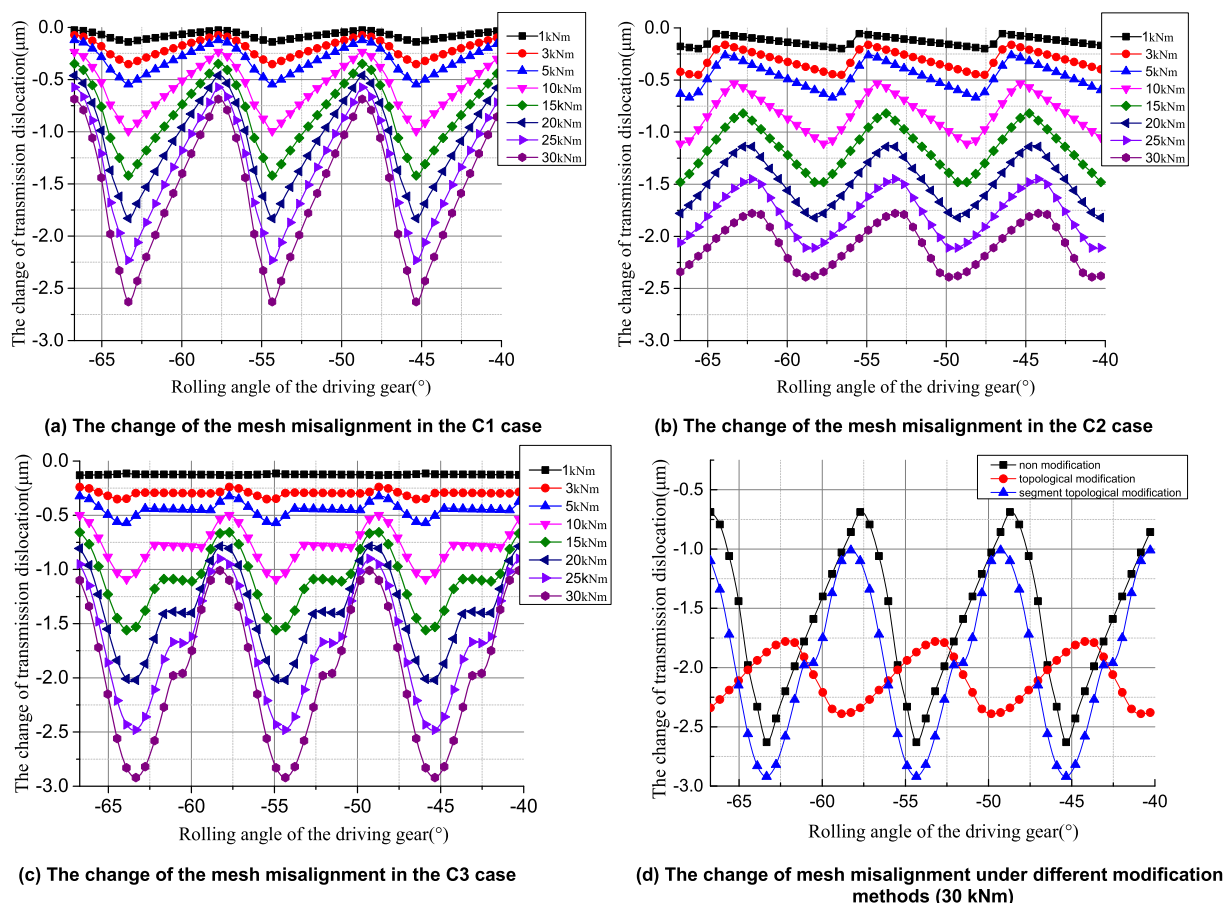 The change of transmission dislocation(μm)
0.0
-0.5
-1.0
-1.5
-2.0
-2.5
-3.0
-65
-60
-55
-50
-45
-40
Rolling angle of the driving gear(°)
1kNm
3kNm
5kNm
10kNm
15kNm
20kNm
25kNm
30kNm
(a) The change of the mesh misalignment in the C1 case
The change of transmission dislocation(μm)
0.0
-0.5
-1.0
-1.5
-2.0
-2.5
-3.0
-65
-60
-55
-50
-45
-40
Rolling angle of the driving gear(°)
1kNm
3kNm
5kNm
10kNm
15kNm
20kNm
25kNm
30kNm
(b) The change of the mesh misalignment in the C2 case
The change of transmission dislocation(μm)
0.0
-0.5
-1.0
-1.5
-2.0
-2.5
-3.0
-65
-60
-55
-50
-45
-40
Rolling angle of the driving gear(°)
1kNm
3kNm
5kNm
10kNm
15kNm
20kNm
25kNm
30kNm
(c) The change of the mesh misalignment in the C3 case
The change of transmission dislocation(μm)
-0.5
-1.0
-1.5
-2.0
-2.5
-3.0
-65
-60
-55
-50
-45
-40
Rolling angle of the driving gear(°)
non modification
topological modification
segment topological modification
(d) The change of mesh misalignment under different modification
methods (30 kNm)